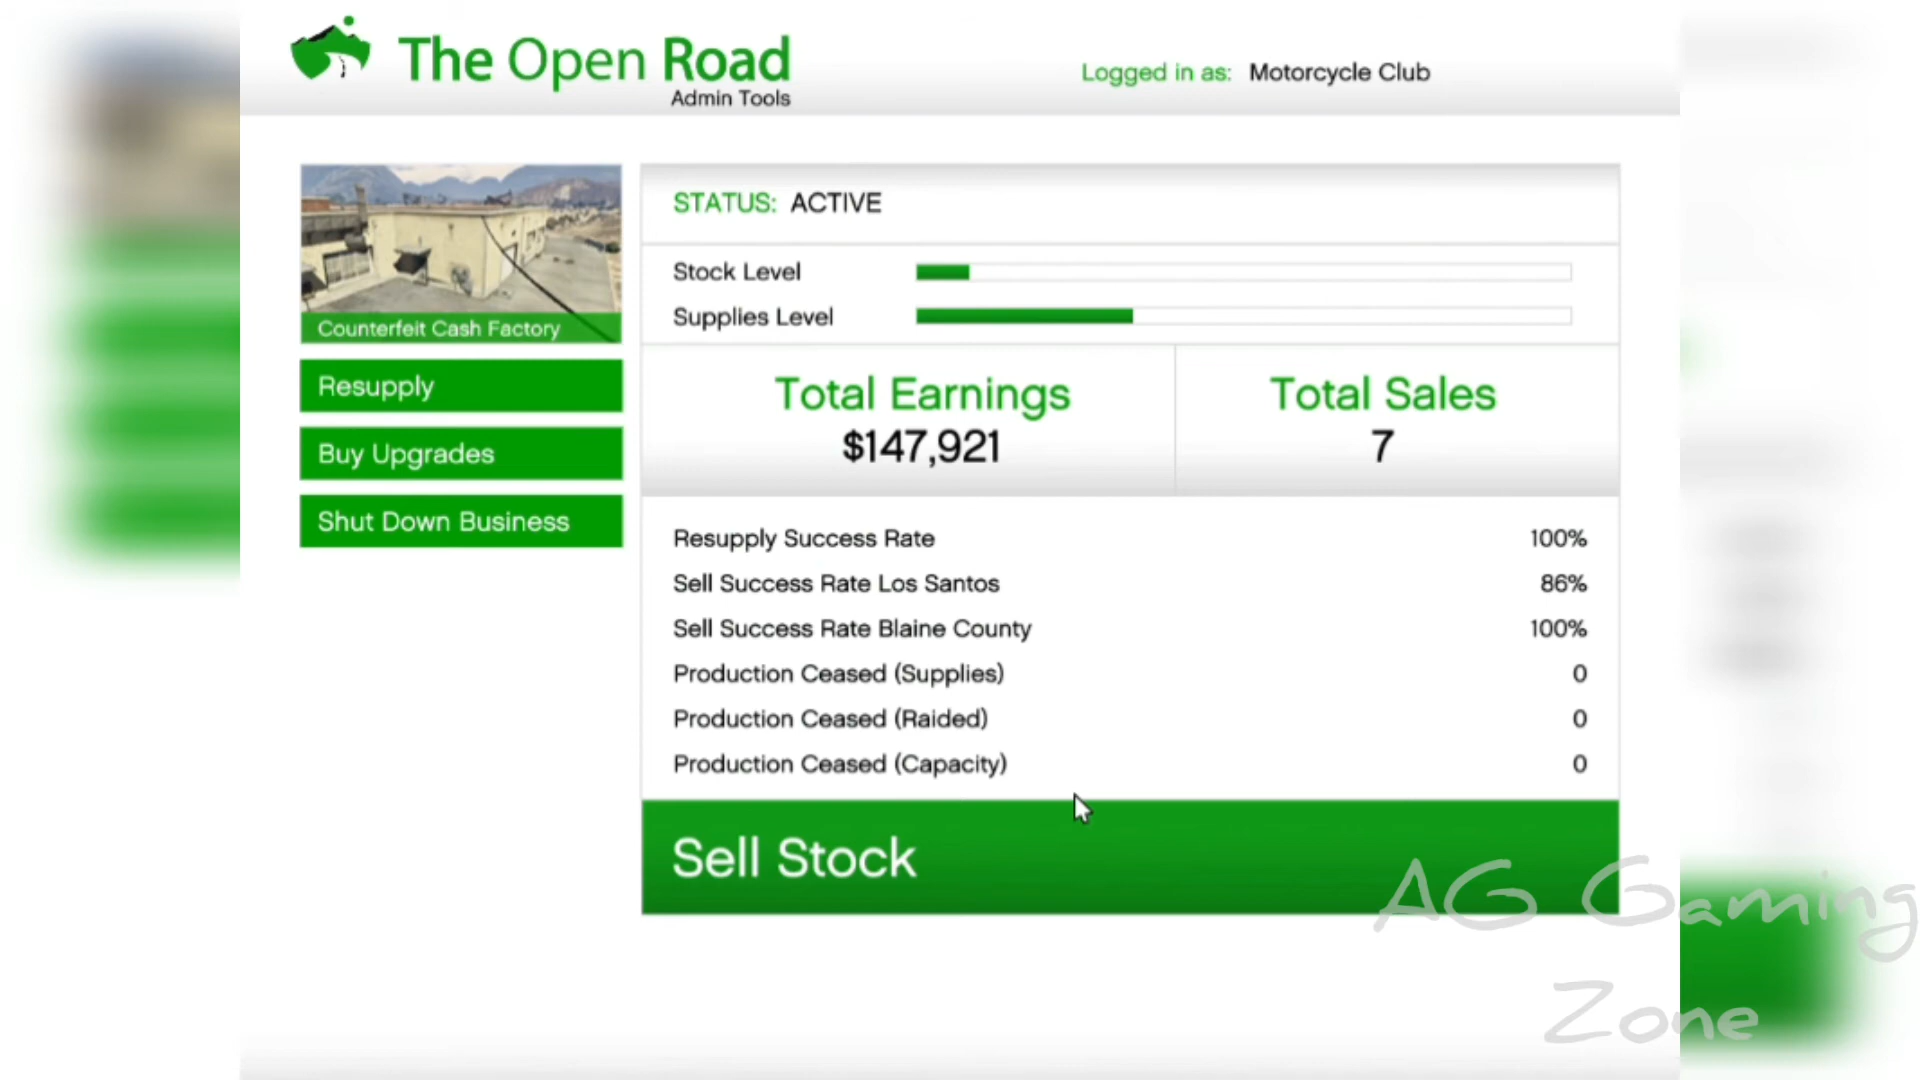 The Open Road
Admin Tools
Logged in as: Motorcycle Club
Counterfeit Cash Factory
Resupply
Buy Upgrades
Shut Down Business
STATUS: ACTIVE
Stock Level
Supplies Level
Total Earnings
$147,921
Total Sales
7
Resupply Success Rate 100%
Sell Success Rate Los Santos 86%
Sell Success Rate Blaine County 100%
Production Ceased (Supplies) 0
Production Ceased (Raided) 0
Production Ceased (Capacity) 0
Sell Stock
AG Gaming
Zone